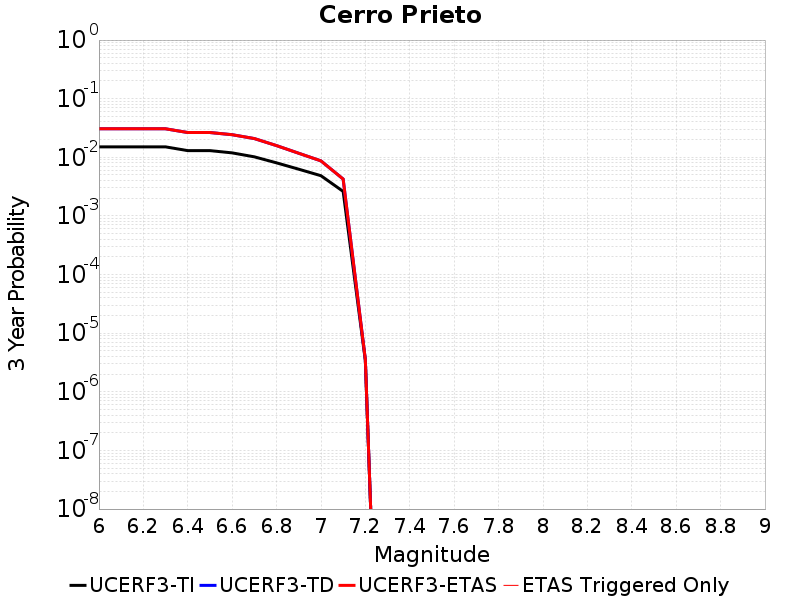 Cerro Prieto
3 Year Probability
10^0
10^-1
10^-2
10^-3
10^-4
10^-5
10^-6
10^-7
10^-8
6 6.2 6.4 6.6 6.8 7 7.2 7.4 7.6 7.8 8 8.2 8.4 8.6 8.8 9
Magnitude
UCERF3-TI UCERF3-TD UCERF3-ETAS ETAS Triggered Only